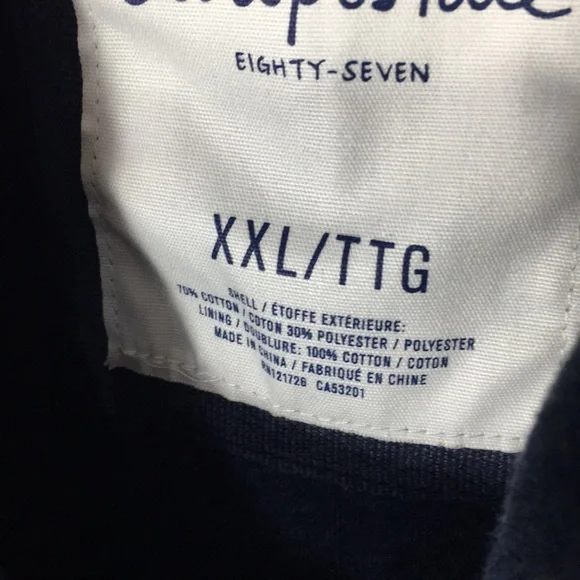 EIGHTY-SEVEN
XXL/TTG
SHELL / ÉTOFFE EXTÉRIEURE:
70% COTTON / COTON 30% POLYESTER / POLYESTER
LINING / DOUBLURE: 100% COTTON / COTON
MADE IN CHINA / FABRIQUÉ EN CHINE
RN121726 CA53201